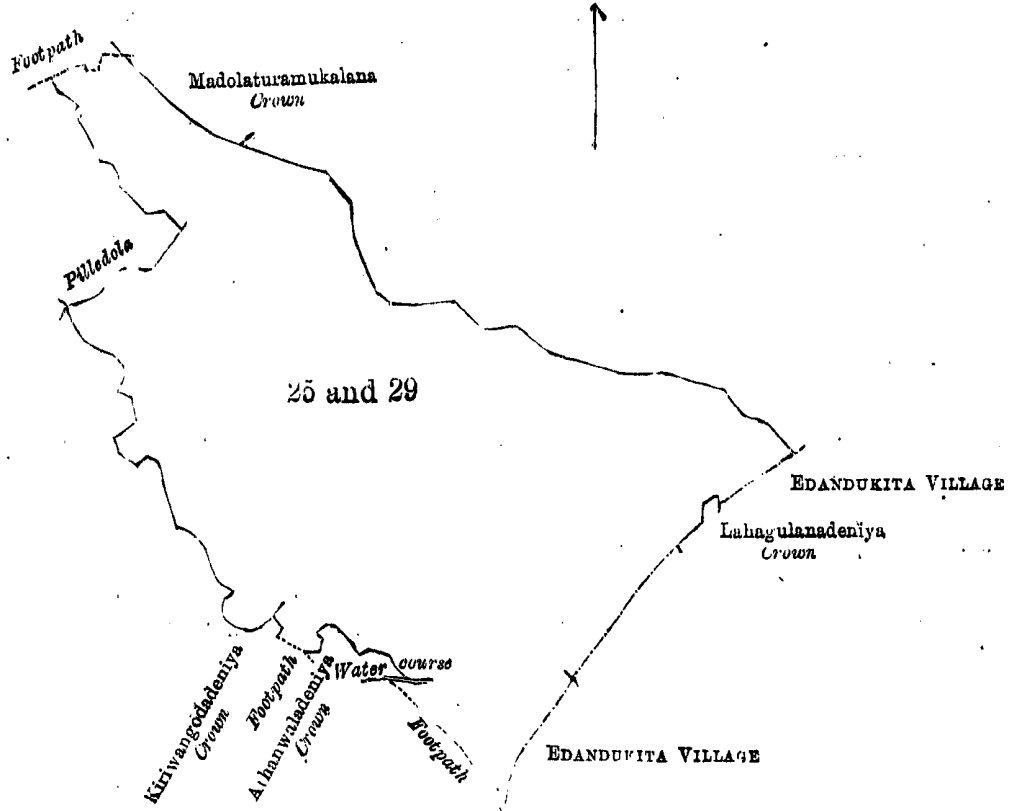 Footpath
Madolaturamukalana
Crown
Pilledola
25 and 29
EDANDUKITA VILLAGE
Lahagulanadeniya
Crown
Kiriwangodadeniya
Crown
Footpath
Crown
Water course
Footpath
EDANDUKITA VILLAGE